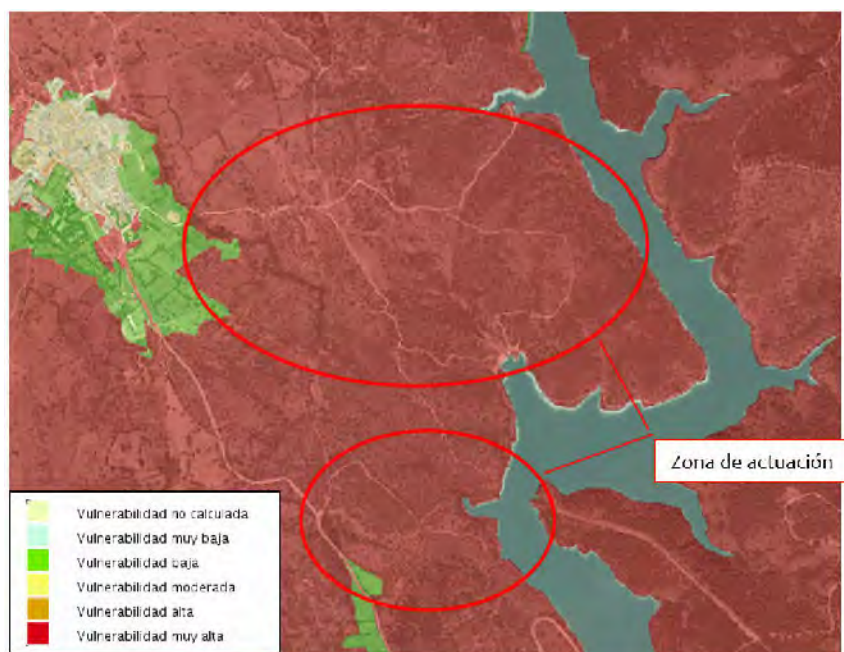 Zona de actuación
Vulnerabilidad no calculada
Vulnerabilidad muy baja
Vulnerabilidad baja
Vulnerabilidad moderada
Vulnerabilidad alta
Vulnerabilidad muy alta